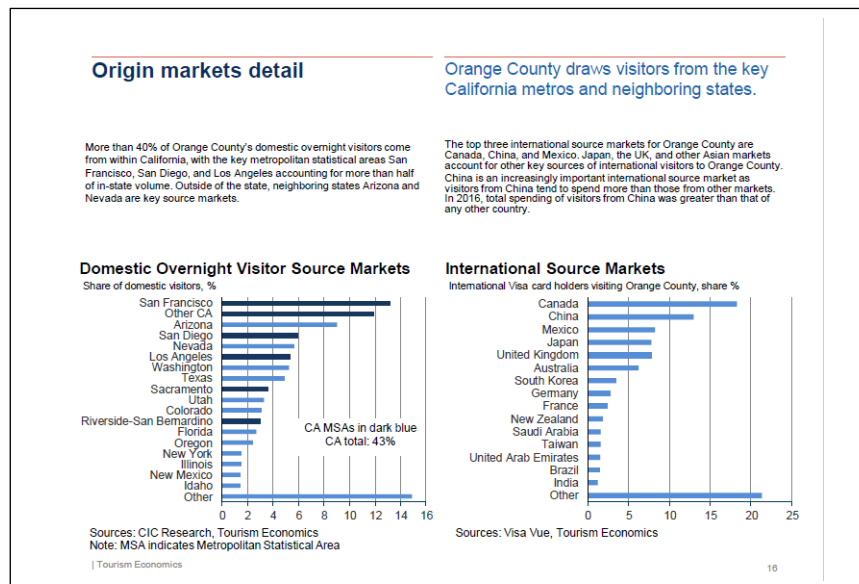 Origin markets detail
Orange County draws visitors from the key
California metros and neighboring states.
More than 40% of Orange County's domestic overnight visitors come
from within California, with the key metropolitan statistical areas San
Francisco, San Diego, and Los Angeles accounting for more than half
of in-state volume. Outside of the state, neighboring states Arizona and
Nevada are key source markets.
The top three international source markets for Orange County are
Canada, China, and Mexico. Japan, the UK, and other Asian markets
account for other key sources of international visitors to Orange County.
China is an increasingly important international source market as
visitors from China tend to spend more than those from other markets.
In 2016, total spending of visitors from China was greater than that of
any other country.
Domestic Overnight Visitor Source Markets
Share of domestic visitors, %
San Francisco
Other CA
Arizona
San Diego
Nevada
Los Angeles
Washington
Texas
Sacramento
Utah
Colorado
Riverside-San Bernardino
Florida
Oregon
New York
Illinois
New Mexico
Idaho
Other
CA MSAs in dark blue
CA total: 43%
0 2 4 6 8 10 12 14 16
Sources: CIC Research, Tourism Economics
Note: MSA indicates Metropolitan Statistical Area
International Source Markets
International Visa card holders visiting Orange County, share %
Canada
China
Mexico
Japan
United Kingdom
Australia
South Korea
Germany
France
New Zealand
Saudi Arabia
Taiwan
United Arab Emirates
Brazil
India
Other
0 5 10 15 20 25
Sources: Visa Vue, Tourism Economics
| Tourism Economics
16